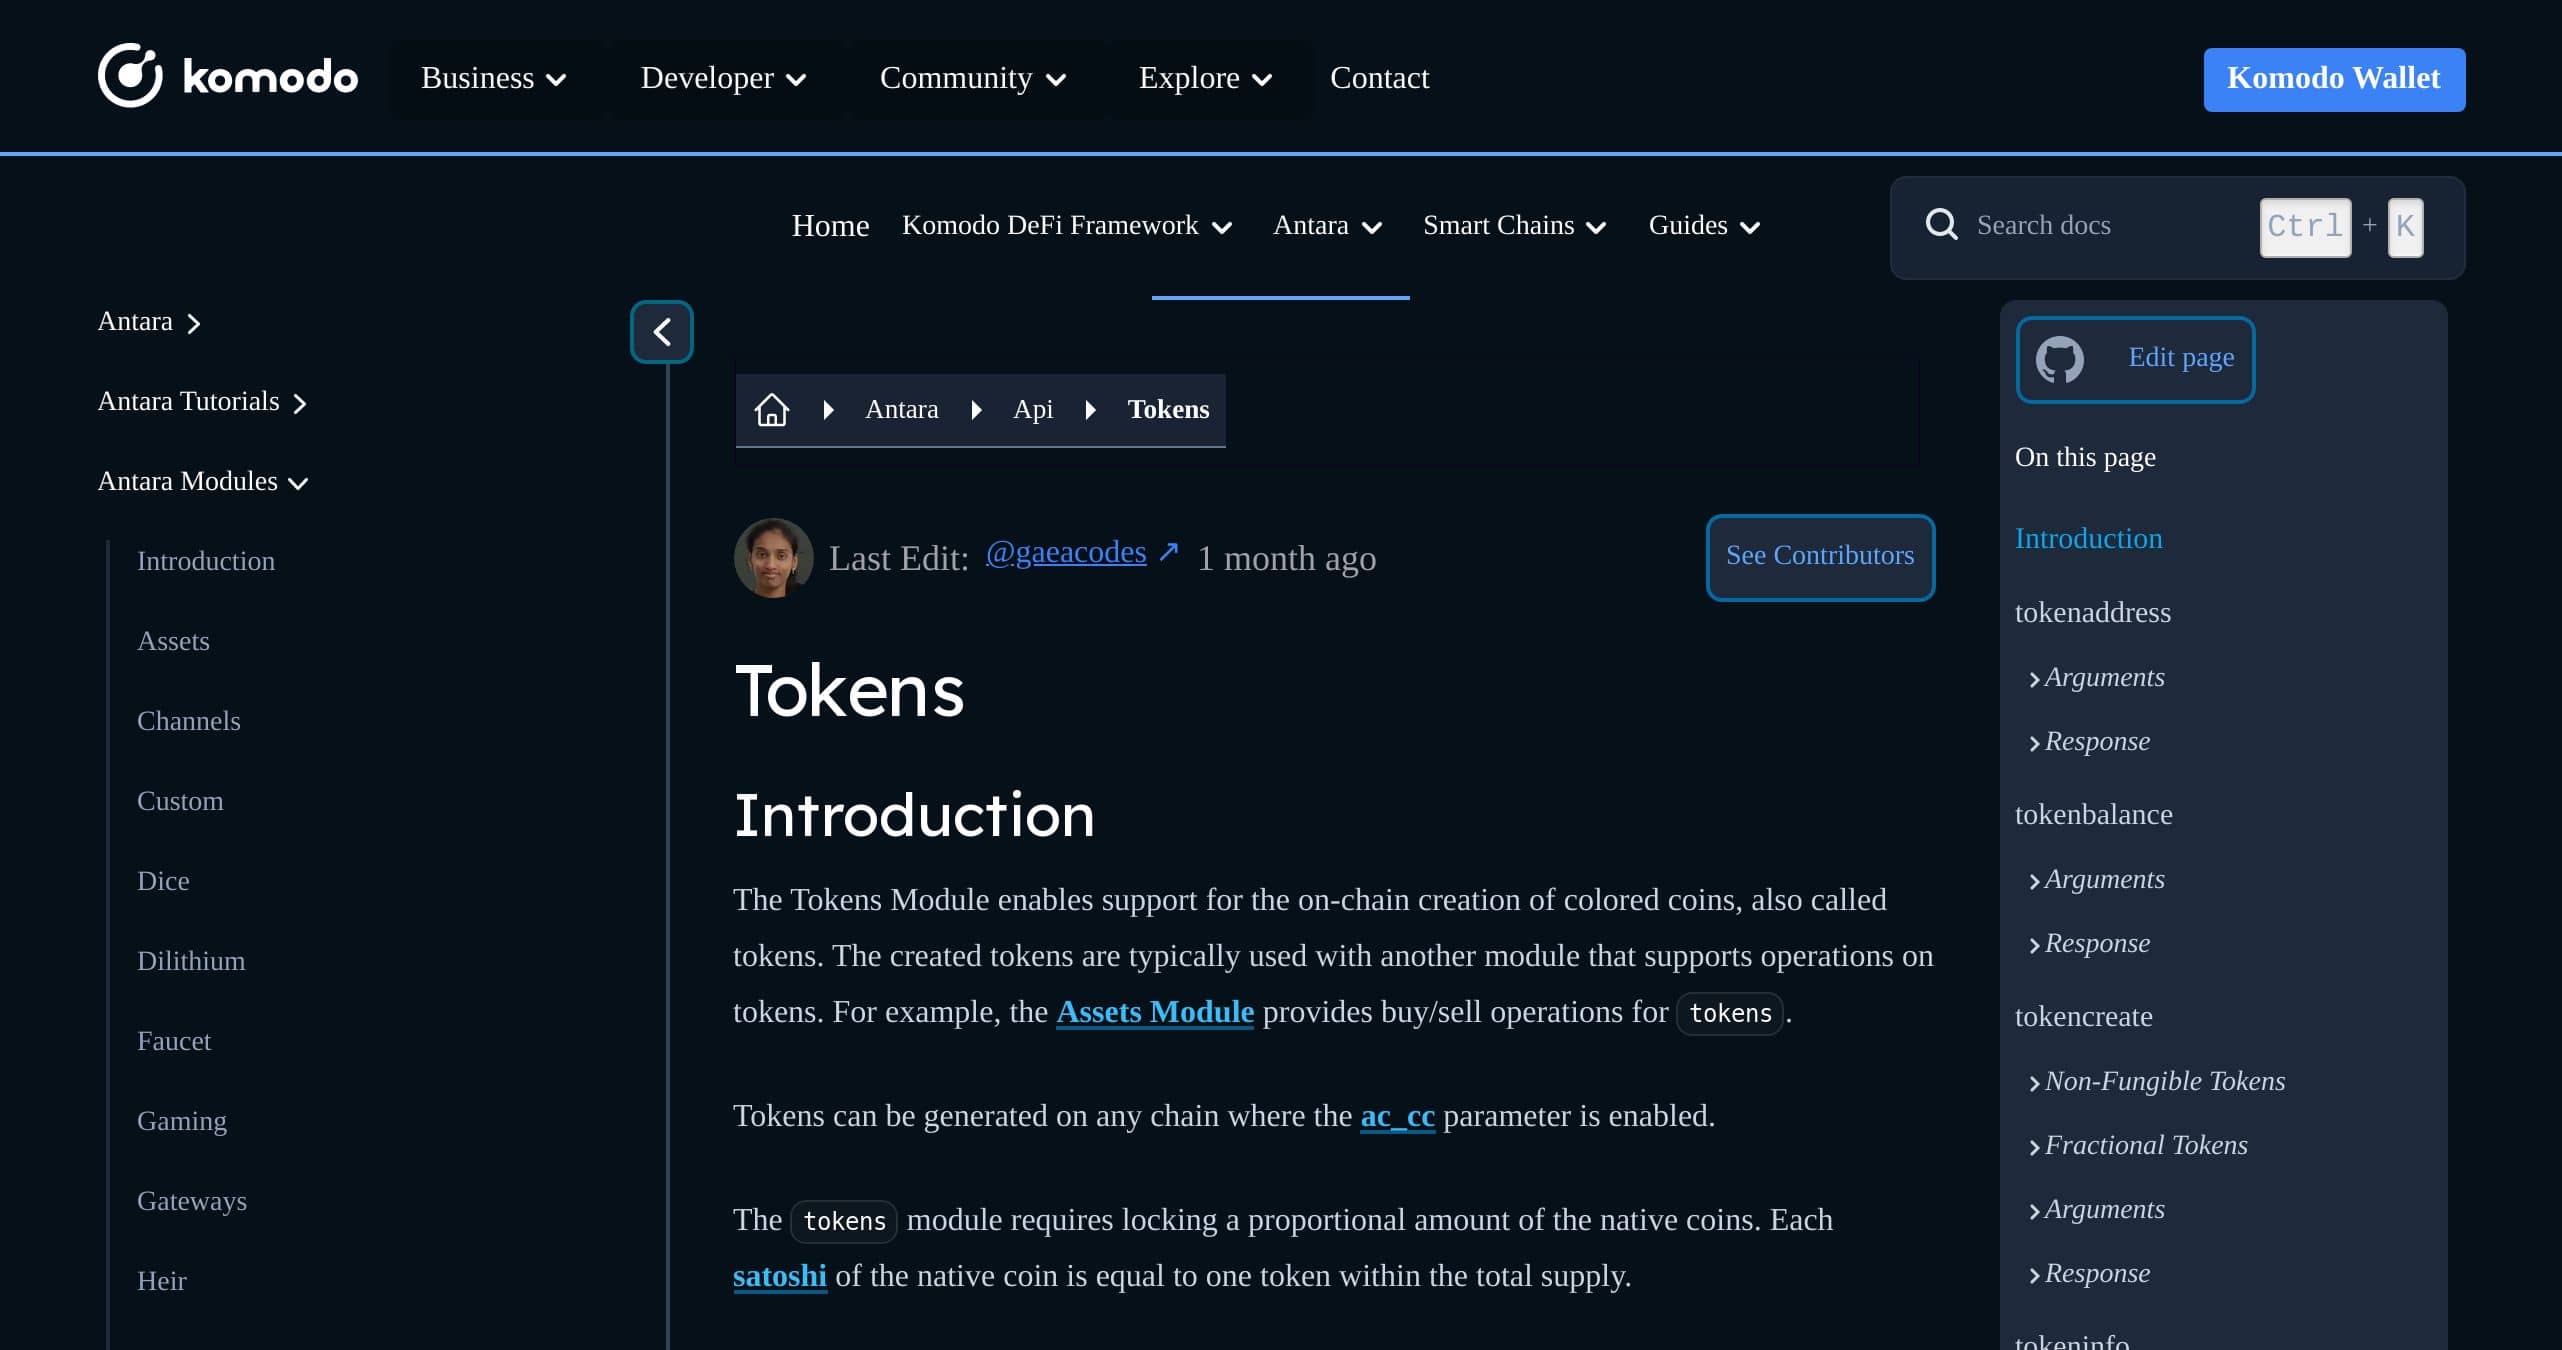 komodo
Business
Developer
Community
Explore
Contact
Komodo Wallet
Home
Komodo DeFi Framework
Antara
Smart Chains
Guides
Search docs
Ctrl + K
Antara
Antara Tutorials
Antara Modules
Introduction
Assets
Channels
Custom
Dice
Dilithium
Faucet
Gaming
Gateways
Heir
Antara
Api
Tokens
Last Edit: @gaeacodes ↗ 1 month ago
See Contributors
Tokens
Introduction
The Tokens Module enables support for the on-chain creation of colored coins, also called
tokens. The created tokens are typically used with another module that supports operations on
tokens. For example, the Assets Module provides buy/sell operations for tokens.
Tokens can be generated on any chain where the ac_cc parameter is enabled.
The tokens module requires locking a proportional amount of the native coins. Each
satoshi of the native coin is equal to one token within the total supply.
Edit page
On this page
Introduction
tokenaddress
Arguments
Response
tokenbalance
Arguments
Response
tokencreate
Non-Fungible Tokens
Fractional Tokens
Arguments
Response
tokeninfo